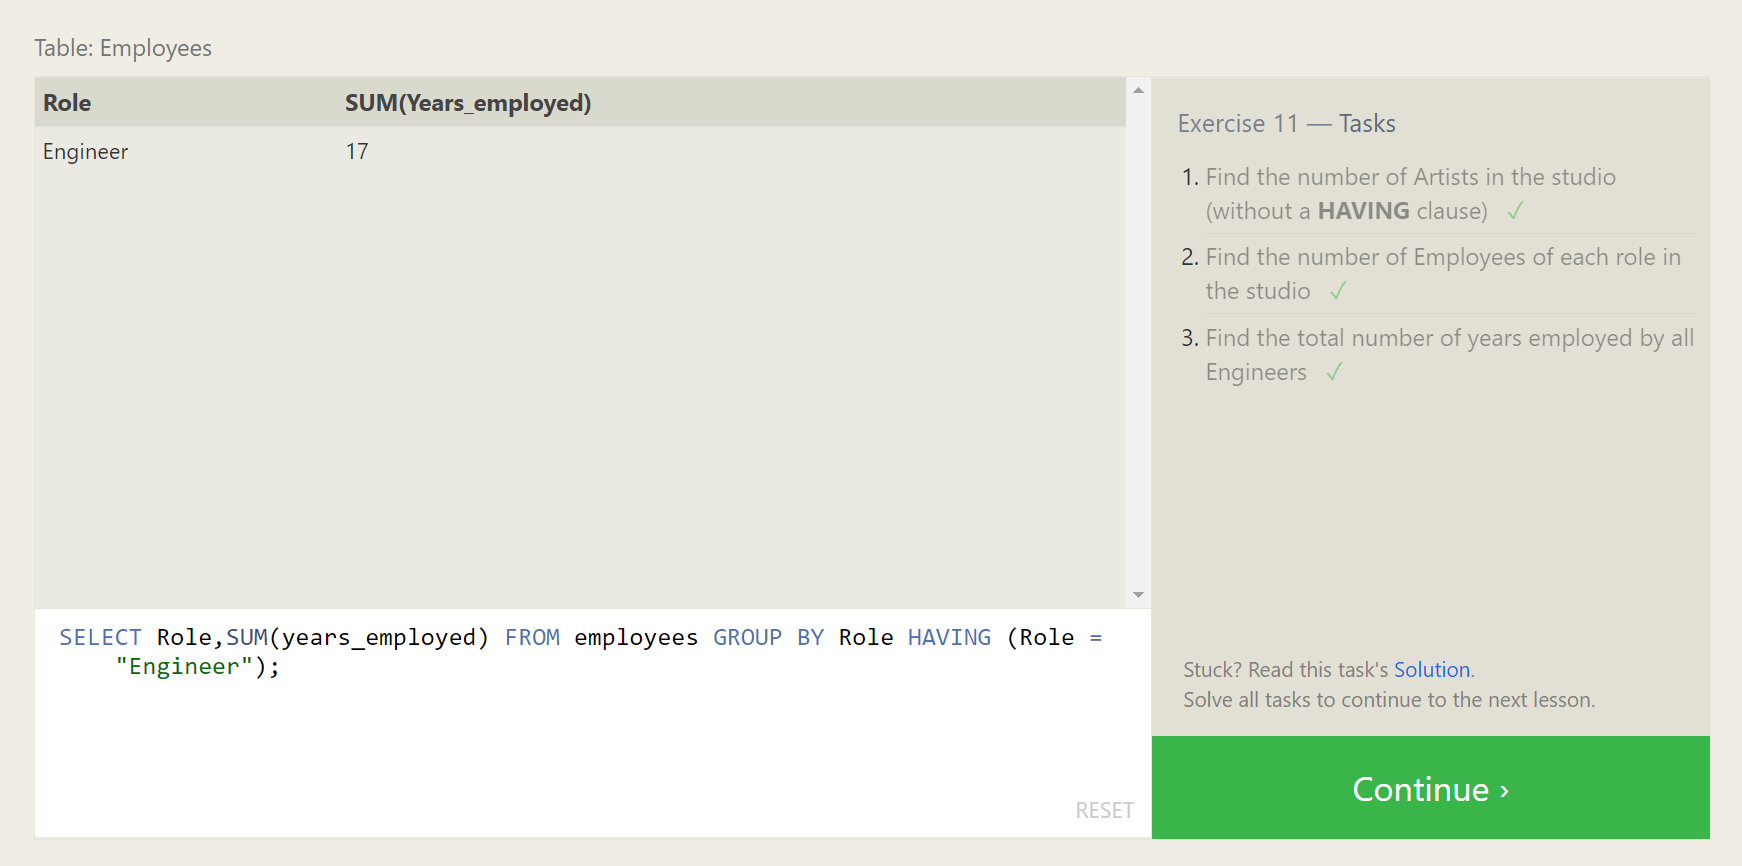 Table: Employees
Role SUM(Years_employed)
Engineer 17
SELECT Role,SUM(years_employed) FROM employees GROUP BY Role HAVING (Role =
"Engineer");
RESET
Exercise 11 — Tasks
1. Find the number of Artists in the studio
(without a HAVING clause) ✓
2. Find the number of Employees of each role in
the studio ✓
3. Find the total number of years employed by all
Engineers ✓
Stuck? Read this task's Solution.
Solve all tasks to continue to the next lesson.
Continue ›